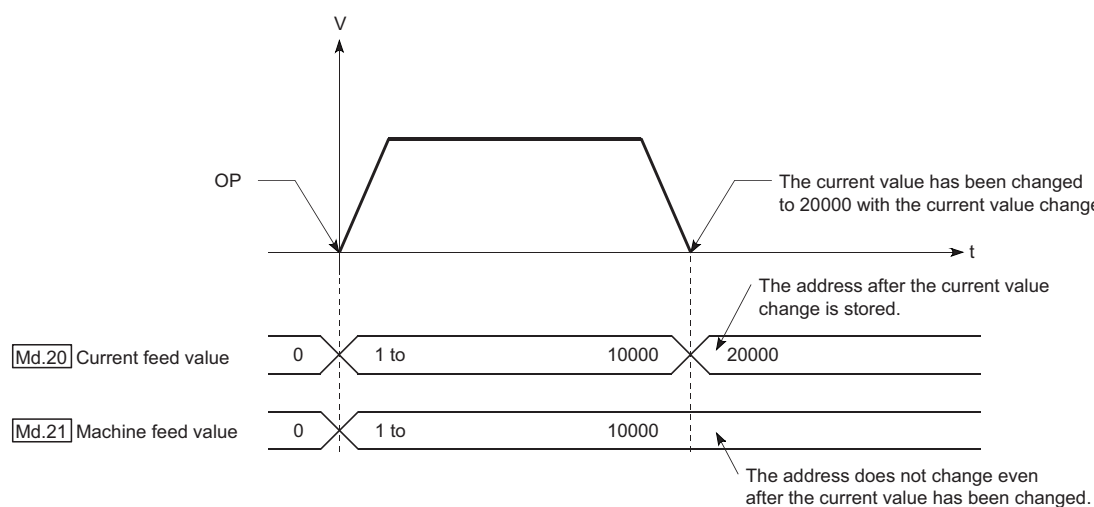 V
OP
The current value has been changed
to 20000 with the current value change
t
The address after the current value
change is stored.
Md.20 Current feed value 0 1 to 10000 20000
Md.21 Machine feed value 0 1 to 10000
The address does not change even
after the current value has been changed.